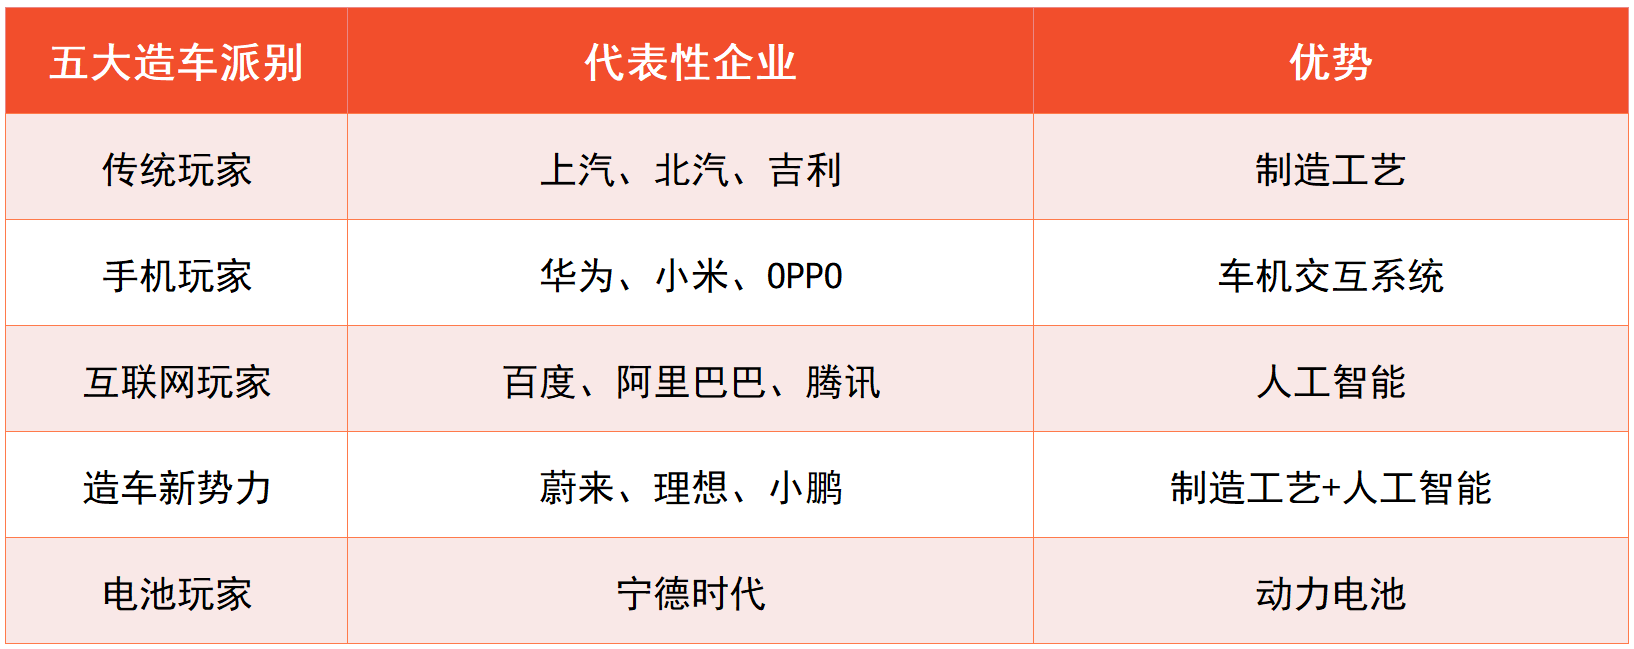 五大造车派别 代表性企业 优势
传统玩家 上汽、北汽、吉利 制造工艺
手机玩家 华为、小米、OPPO 车机交互系统
互联网玩家 百度、阿里巴巴、腾讯 人工智能
造车新势力 蔚来、理想、小鹏 制造工艺+人工智能
电池玩家 宁德时代 动力电池